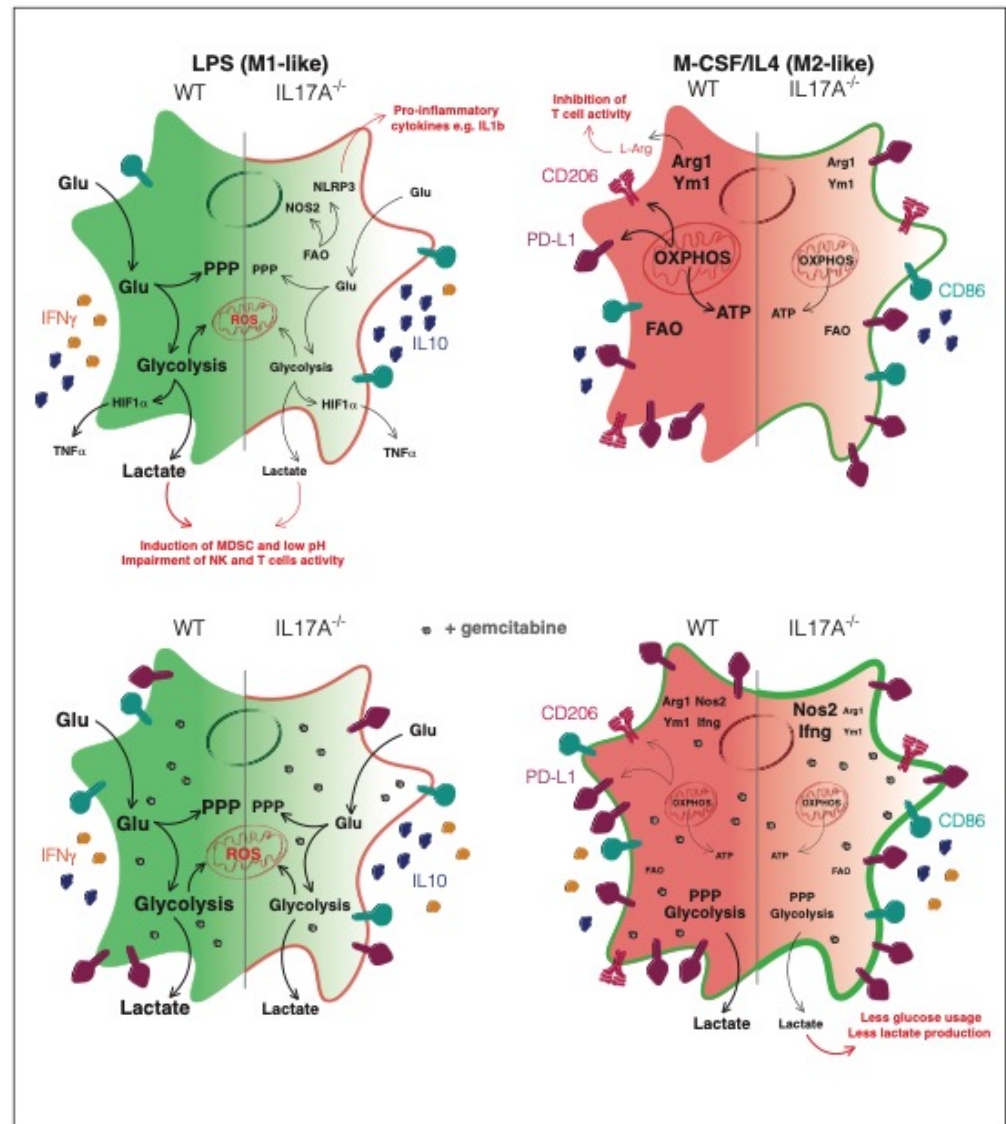 LPS (M1-like)
WT IL17A-/-
Pro-inflammatory
cytokines e.g. IL1b
Glu
NLRP3
Glu
NOS2
FAO
PPP
PPP
Glu
Glu
IFNγ
ROS
IL10
Glycolysis
Glycolysis
HIF1α
HIF1α
TNFα
TNFα
Lactate
Lactate
Induction of MDSC and low pH
Impairment of NK and T cells activity
M-CSF/IL4 (M2-like)
WT IL17A-/-
Inhibition of
T cell activity
L-Arg
Arg1
Ym1
Arg1
Ym1
CD206
PD-L1
OXPHOS
OXPHOS
CD86
ATP
ATP
FAO
FAO
WT IL17A-/-
+ gemcitabine
Glu
Glu
PPP
PPP
Glu
Glu
IFNγ
ROS
IL10
Glycolysis
Glycolysis
Lactate
Lactate
WT IL17A-/-
Arg1 Nos2
Ym1 Ifng
Nos2
Ifng
Arg1
Ym1
CD206
PD-L1
OXPHOS
OXPHOS
CD86
ATP
ATP
FAO
FAO
PPP
Glycolysis
PPP
Glycolysis
Lactate
Lactate
Less glucose usage
Less lactate production